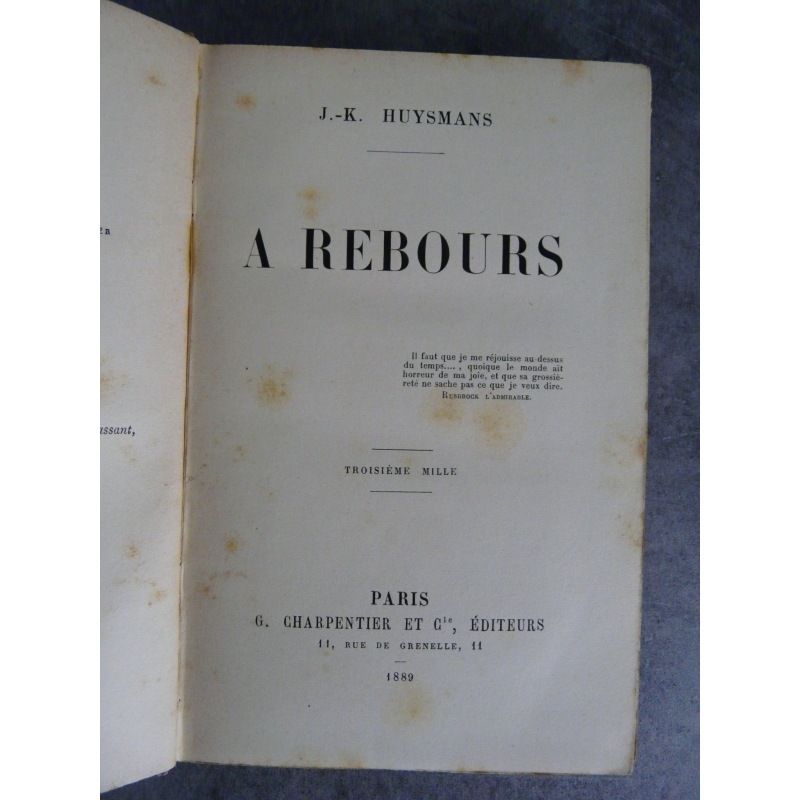 ussant,
J.-K. HUYSMANS
A REBOURS
Il faut que je me réjouisse au-dessus
du temps...., quoique le monde ait
horreur de ma joie, et que sa grossiè-
reté ne sache pas ce que je veux dire.
RUSBROCK L'ADMIRABLE.
TROISIÈME MILLE
PARIS
G. CHARPENTIER ET Cie, ÉDITEURS
11, RUE DE GRENELLE, 11
1889